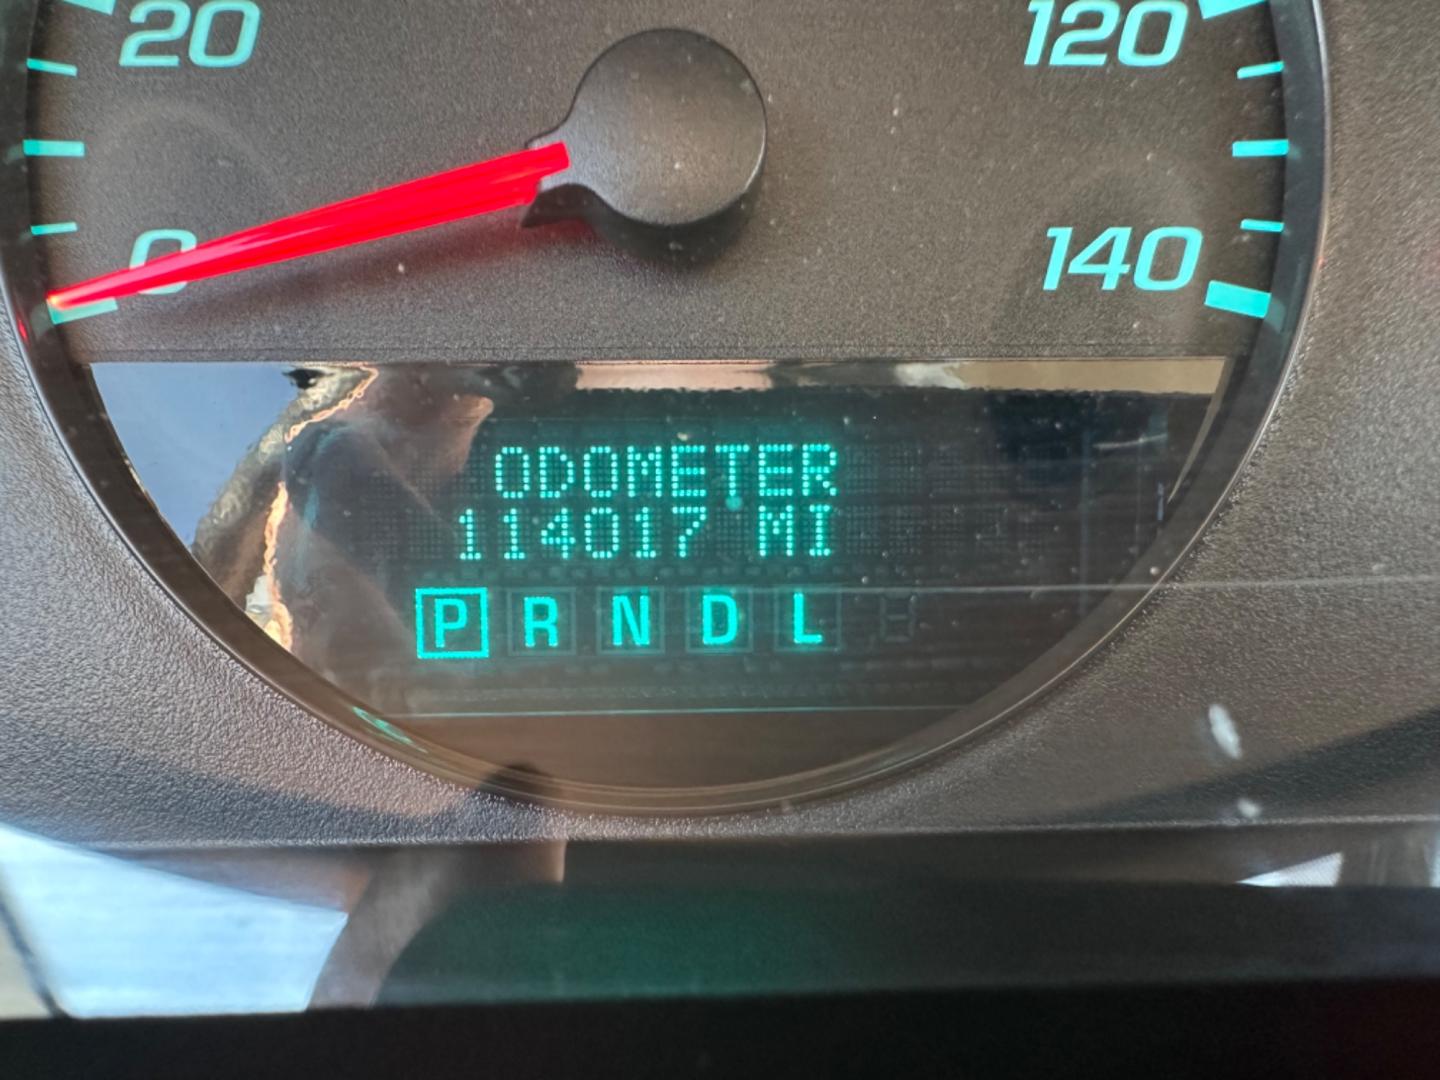 20 120
0 140
ODOMETER
114017 MI
P R N D L